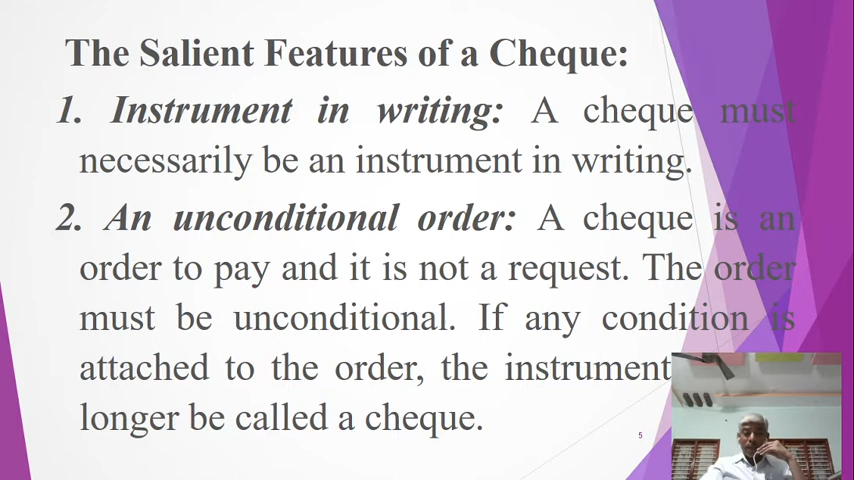 The Salient Features of a Cheque:
1. Instrument in writing: A cheque must
necessarily be an instrument in writing.
2. An unconditional order: A cheque is an
order to pay and it is not a request. The order
must be unconditional. If any condition is
attached to the order, the instrument
longer be called a cheque.
5